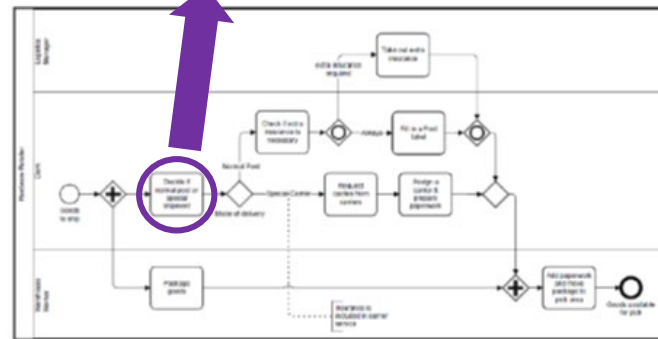 Logistics
Manager
Take out extra
insurance
extra insurance
required
Check if extra
insurance is
necessary
Always
Fill in a Post
label
Clerk
Normal Post
Decide if
normal post or
special
shipment
Special Carrier
Request
quotes from
carriers
Assign a
carrier &
prepare
paperwork
Mode of delivery
Goods
to ship
Hardware Retailer
Warehouse
Worker
Package
goods
Add paperwork
and move
package to
pick area
Goods available
for pick
Insurance is
included in carrier
service